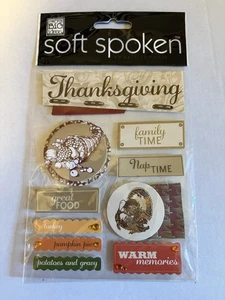 me & my BIG ideas
soft spoken
Thanksgiving
family
TIME
Nap TIME
great
FOOD
turkey
pumpkin pie
potatoes and gravy
WARM
memories